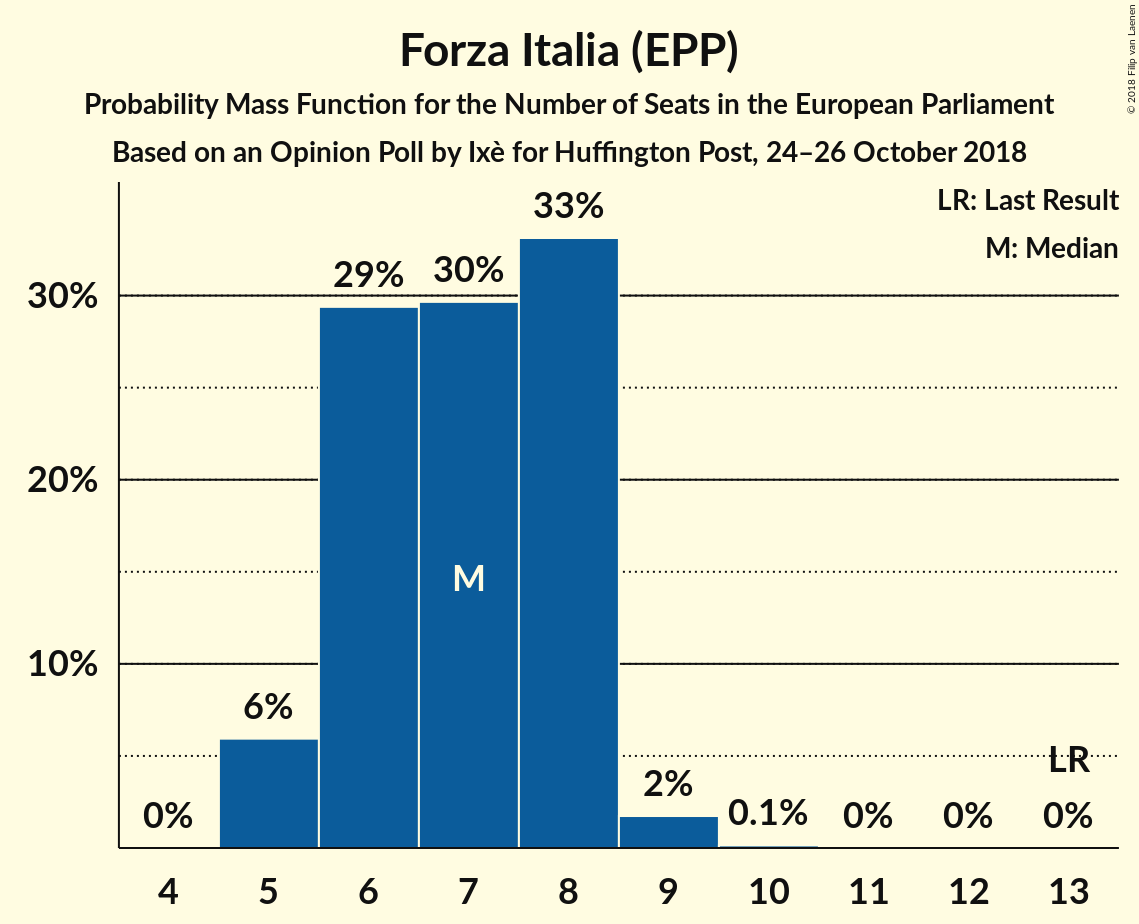 Forza Italia (EPP)
Probability Mass Function for the Number of Seats in the European Parliament
Based on an Opinion Poll by Ixè for Huffington Post, 24–26 October 2018
© 2018 Filip van Laenen
LR: Last Result
M: Median
30%
20%
10%
0%
6%
29%
30%
33%
2%
0.1%
0%
0%
0%
M
LR
4 5 6 7 8 9 10 11 12 13